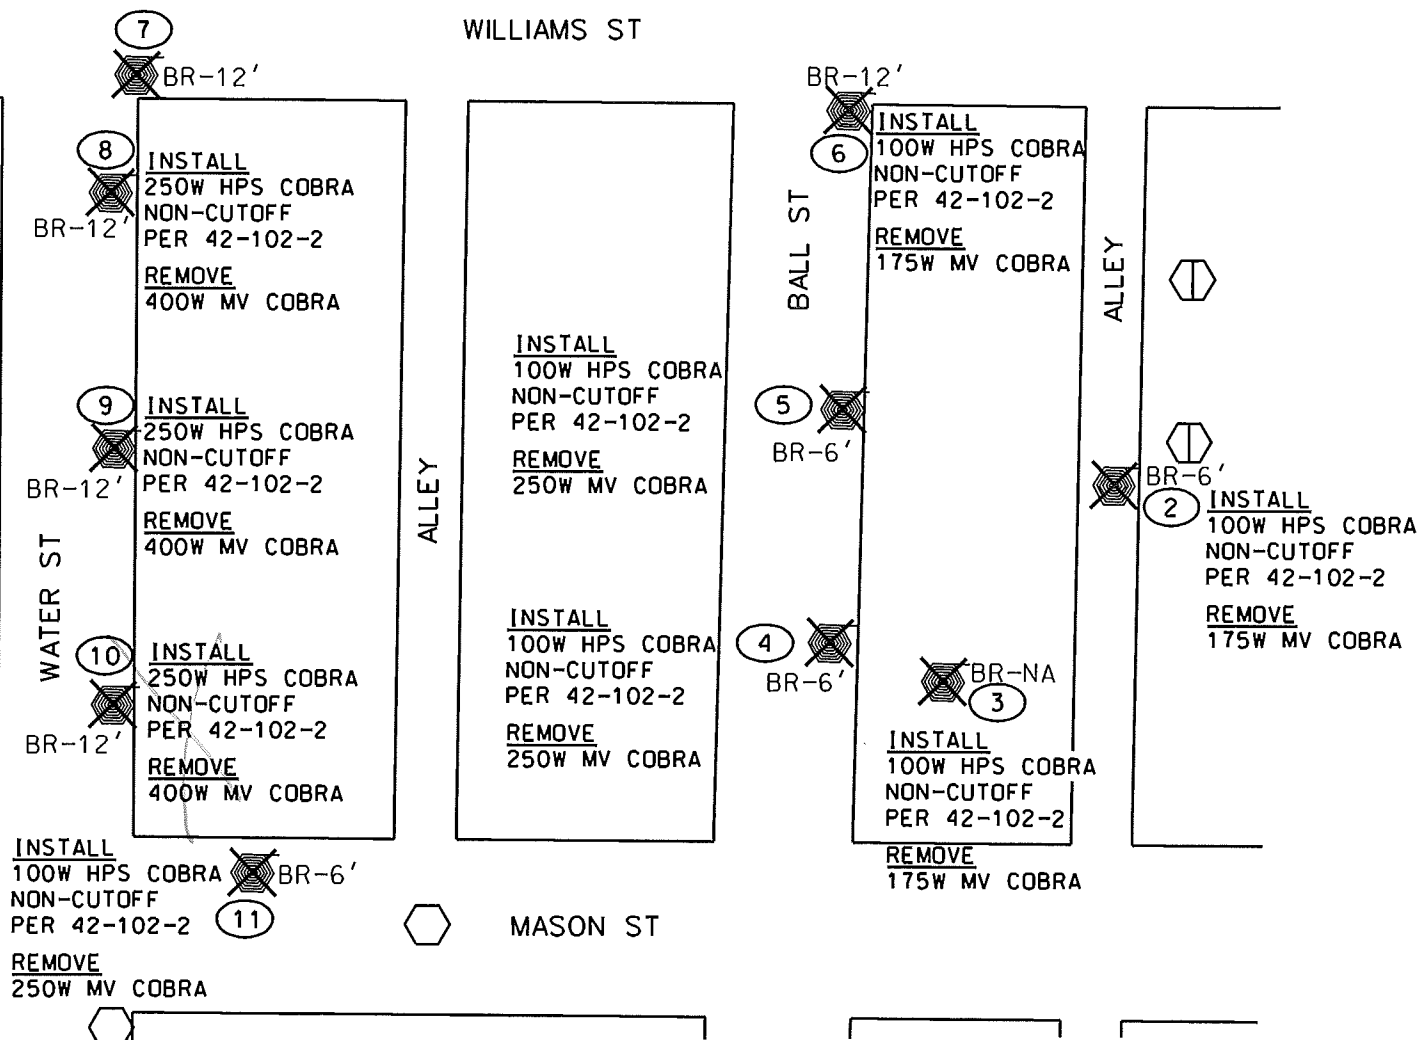 7
WILLIAMS ST
BR-12'
8
INSTALL
250W HPS COBRA
NON-CUTOFF
PER 42-102-2
REMOVE
400W MV COBRA
BR-12'
9
INSTALL
250W HPS COBRA
NON-CUTOFF
PER 42-102-2
REMOVE
400W MV COBRA
BR-12'
WATER ST
10
INSTALL
250W HPS COBRA
NON-CUTOFF
PER 42-102-2
REMOVE
400W MV COBRA
BR-12'
INSTALL
100W HPS COBRA
NON-CUTOFF
PER 42-102-2
REMOVE
250W MV COBRA
BR-6'
11
ALLEY
MASON ST
INSTALL
100W HPS COBRA
NON-CUTOFF
PER 42-102-2
REMOVE
250W MV COBRA
5
BR-6'
INSTALL
100W HPS COBRA
NON-CUTOFF
PER 42-102-2
REMOVE
250W MV COBRA
4
BR-6'
BALL ST
BR-12'
6
INSTALL
100W HPS COBRA
NON-CUTOFF
PER 42-102-2
REMOVE
175W MV COBRA
BR-NA
3
INSTALL
100W HPS COBRA
NON-CUTOFF
PER 42-102-2
REMOVE
175W MV COBRA
ALLEY
BR-6'
2
INSTALL
100W HPS COBRA
NON-CUTOFF
PER 42-102-2
REMOVE
175W MV COBRA